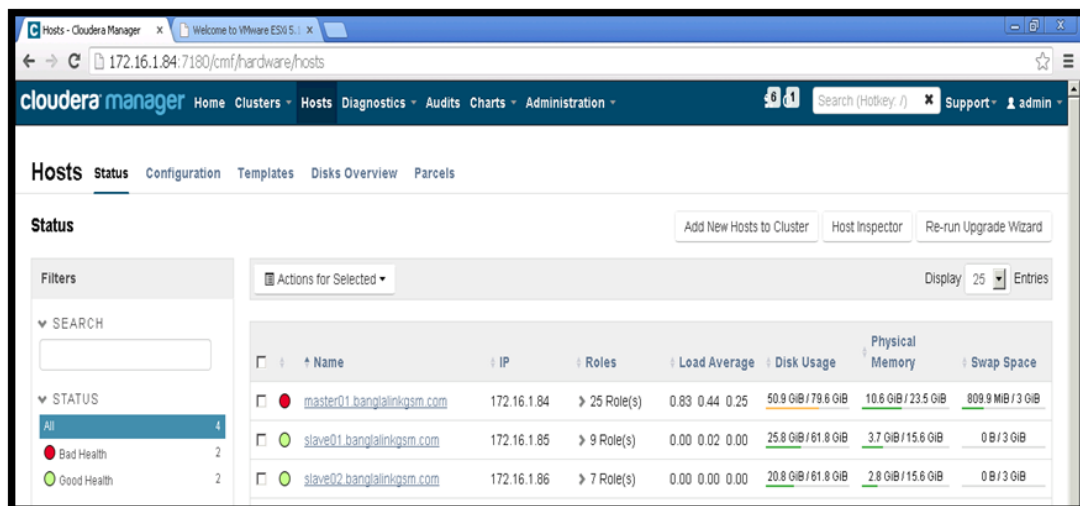 Hosts - Cloudera Manager x Welcome to VMware ESXi 5. x
172.16.1.84:7180/cmf/hardware/hosts
cloudera manager Home Clusters Hosts Diagnostics Audits Charts Administration 6 1 Search (Hotkey: /) Support admin
Hosts Status Configuration Templates Disks Overview Parcels
Status Add New Hosts to Cluster Host Inspector Re-run Upgrade Wizard
Filters Actions for Selected Display 25 Entries
SEARCH
Name IP Roles Load Average Disk Usage Physical Memory Swap Space
STATUS master01.banglalinkgsm.com 172.16.1.84 25 Role(s) 0.83 0.44 0.25 50.9 GiB / 79.6 GiB 10.6 GiB / 23.5 GiB 809.9 MiB / 3 GiB
All 4
slave01.banglalinkgsm.com 172.16.1.85 9 Role(s) 0.00 0.02 0.00 25.8 GiB / 61.8 GiB 3.7 GiB / 15.6 GiB 0 B / 3 GiB
Bad Health 2
Good Health 2 slave02.banglalinkgsm.com 172.16.1.86 7 Role(s) 0.00 0.00 0.00 20.8 GiB / 61.8 GiB 2.8 GiB / 15.6 GiB 0 B / 3 GiB